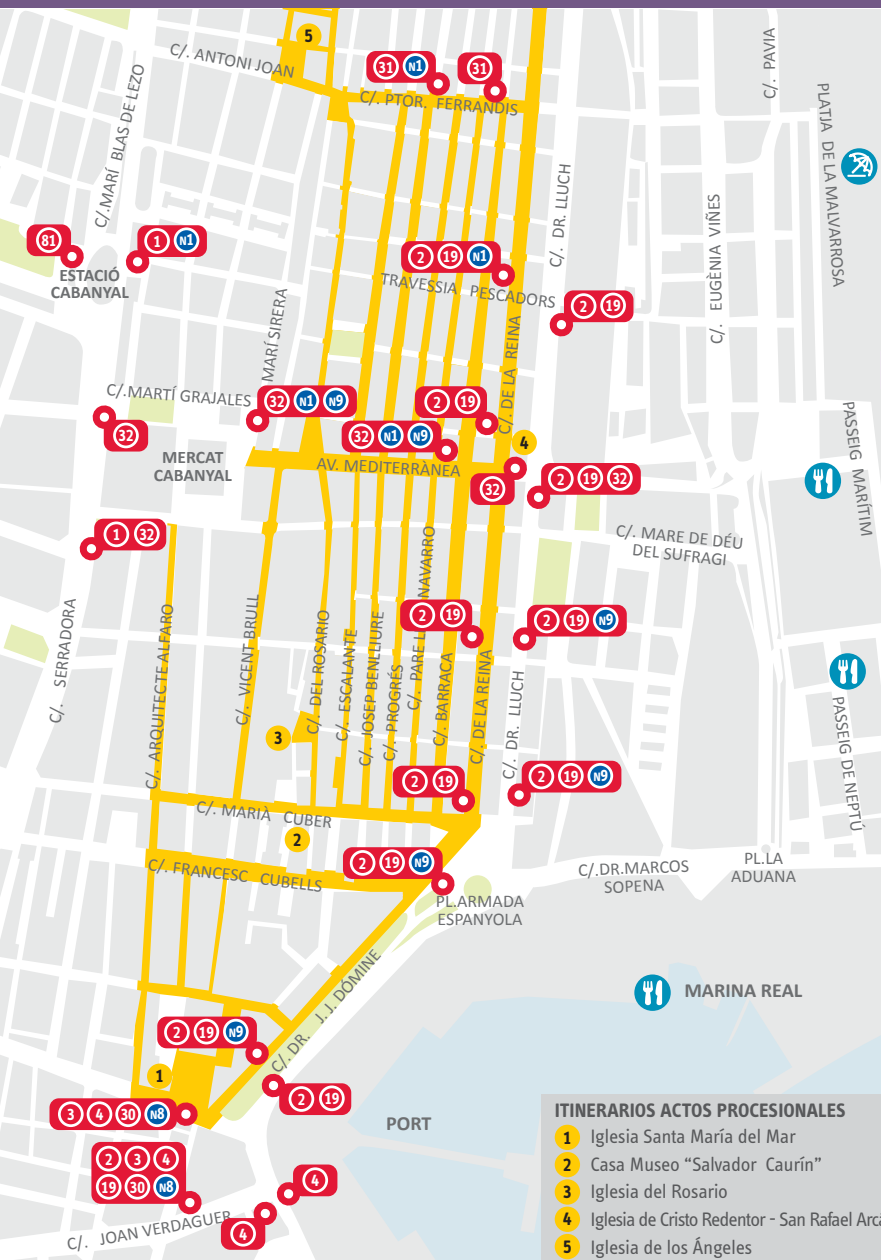 5
C/. ANTONI JOAN
31 N1
31
C/. PTOR. FERRANDIS
C/. PAVIA
C/.MARÍ BLAS DE LEZO
PLATJA DE LA MALVARROSA
C/. DR. LLUCH
C/. EUGÈNIA VIÑES
81
1 N1
ESTACIÓ
CABANYAL
2 19 N1
TRAVESSIA PESCADORS
2 19
MARÍ SIRERA
C/. DE LA REINA
C/.MARTÍ GRAJALES
32 N1 N9
2 19
32
32 N1 N9
4
MERCAT
CABANYAL
AV. MEDITERRÀNEA
32
2 19 32
PASSEIG MARÍTIM
1 32
C/. MARE DE DÉU
DEL SUFRAGI
C/. SERRADORA
C/. ARQUITECTE ALFARO
C/. VICENT BRULL
C/. DEL ROSARIO
C/. ESCALANTE
C/. JOSEP BENLLIURE
C/. PROGRÉS
C/. PARE L NAVARRO
C/. BARRACA
C/. DE LA REINA
C/. DR. LLUCH
2 19
2 19 N9
PASSEIG DE NEPTÚ
3
2 19
2 19 N9
C/. MARIÀ CUBER
2
2 19 N9
C/. FRANCESC CUBELLS
C/.DR.MARCOS
SOPENA
PL.LA
ADUANA
PL.ARMADA
ESPANYOLA
C/. DR. J. J. DÒMINE
MARINA REAL
2 19 N9
1
2 19
3 4 30 N8
PORT
2 3 4
19 30 N8
4
4
C/. JOAN VERDAGUER
ITINERARIOS ACTOS PROCESIONALES
1 Iglesia Santa María del Mar
2 Casa Museo “Salvador Caurín”
3 Iglesia del Rosario
4 Iglesia de Cristo Redentor - San Rafael Arcá
5 Iglesia de los Ángeles